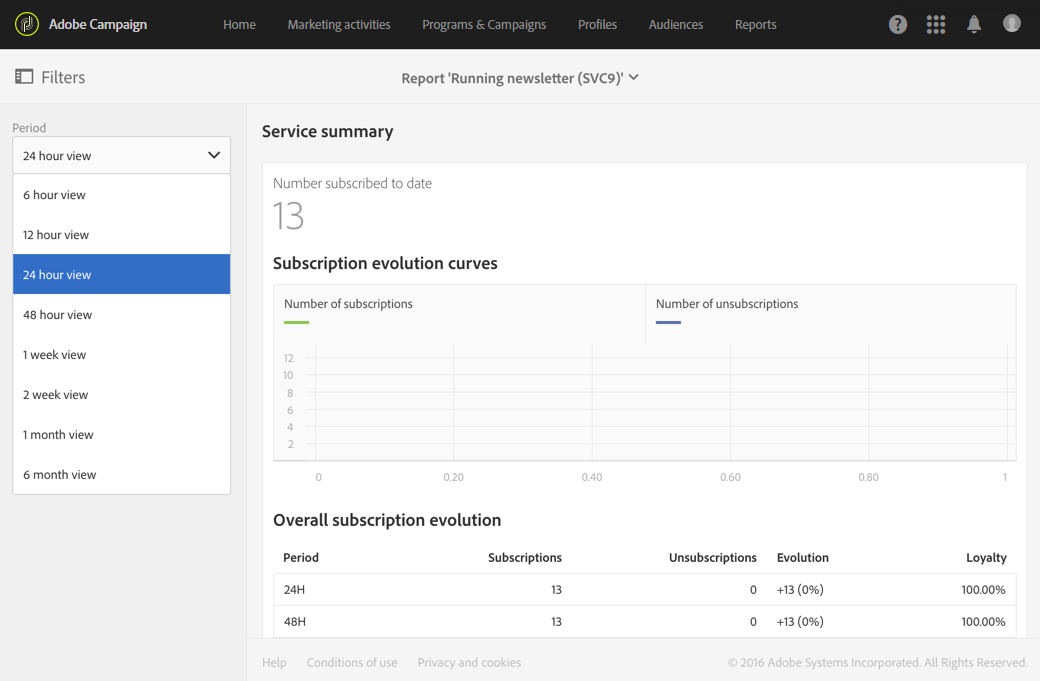 Adobe Campaign Home Marketing activities Programs & Campaigns Profiles Audiences Reports ?
Filters
Report 'Running newsletter (SVC9)'
Period
24 hour view
6 hour view
12 hour view
24 hour view
48 hour view
1 week view
2 week view
1 month view
6 month view
Service summary
Number subscribed to date
13
Subscription evolution curves
Number of subscriptions Number of unsubscriptions
12
10
8
6
4
2
0 0.20 0.40 0.60 0.80 1
Overall subscription evolution
Period Subscriptions Unsubscriptions Evolution Loyalty
24H 13 0 +13 (0%) 100.00%
48H 13 0 +13 (0%) 100.00%
Help Conditions of use Privacy and cookies © 2016 Adobe Systems Incorporated. All Rights Reserved.